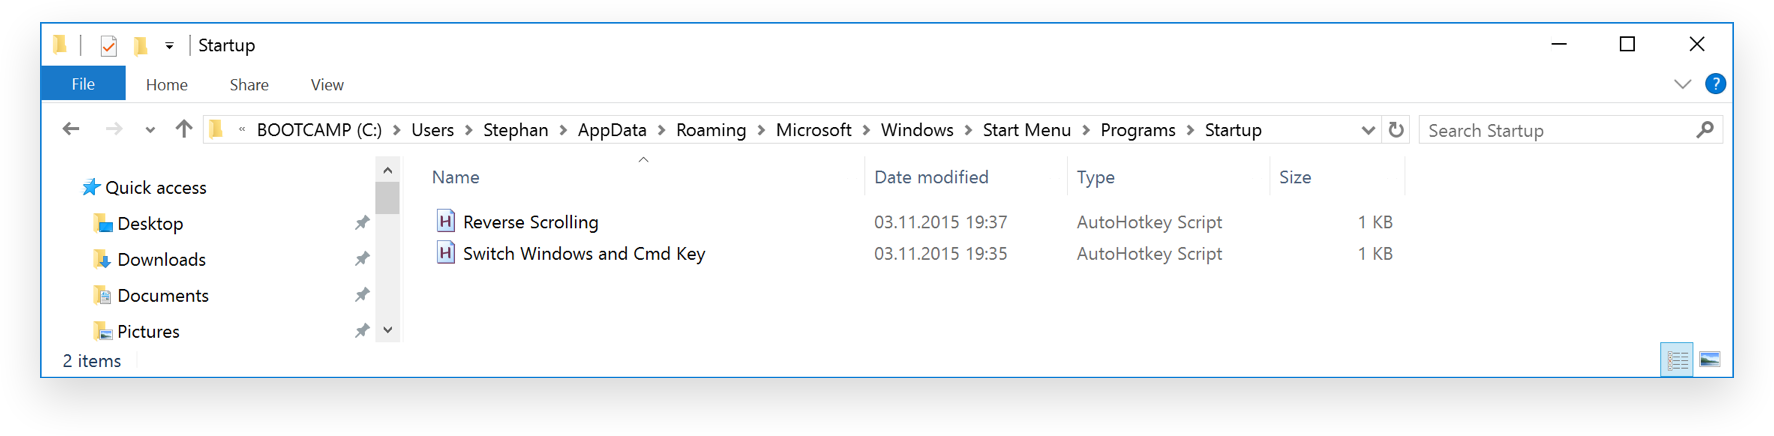 Startup
File Home Share View ?
« BOOTCAMP (C:) > Users > Stephan > AppData > Roaming > Microsoft > Windows > Start Menu > Programs > Startup Search Startup
Quick access
Desktop
Downloads
Documents
Pictures
Name Date modified Type Size
H Reverse Scrolling 03.11.2015 19:37 AutoHotkey Script 1 KB
H Switch Windows and Cmd Key 03.11.2015 19:35 AutoHotkey Script 1 KB
2 items